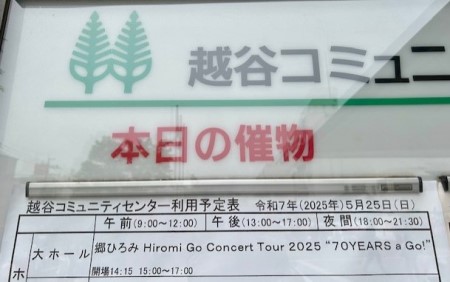 越谷コミュニ
本日の催物
越谷コミュニティセンター利用予定表 令和7年(2025年)5月25日(日)
午前(9:00~12:00) 午後(13:00~17:00) 夜間(18:00~21:30)
ホ 大ホール 郷ひろみ Hiromi Go Concert Tour 2025 "70YEARS a Go!"
開場14:15 15:00~17:00